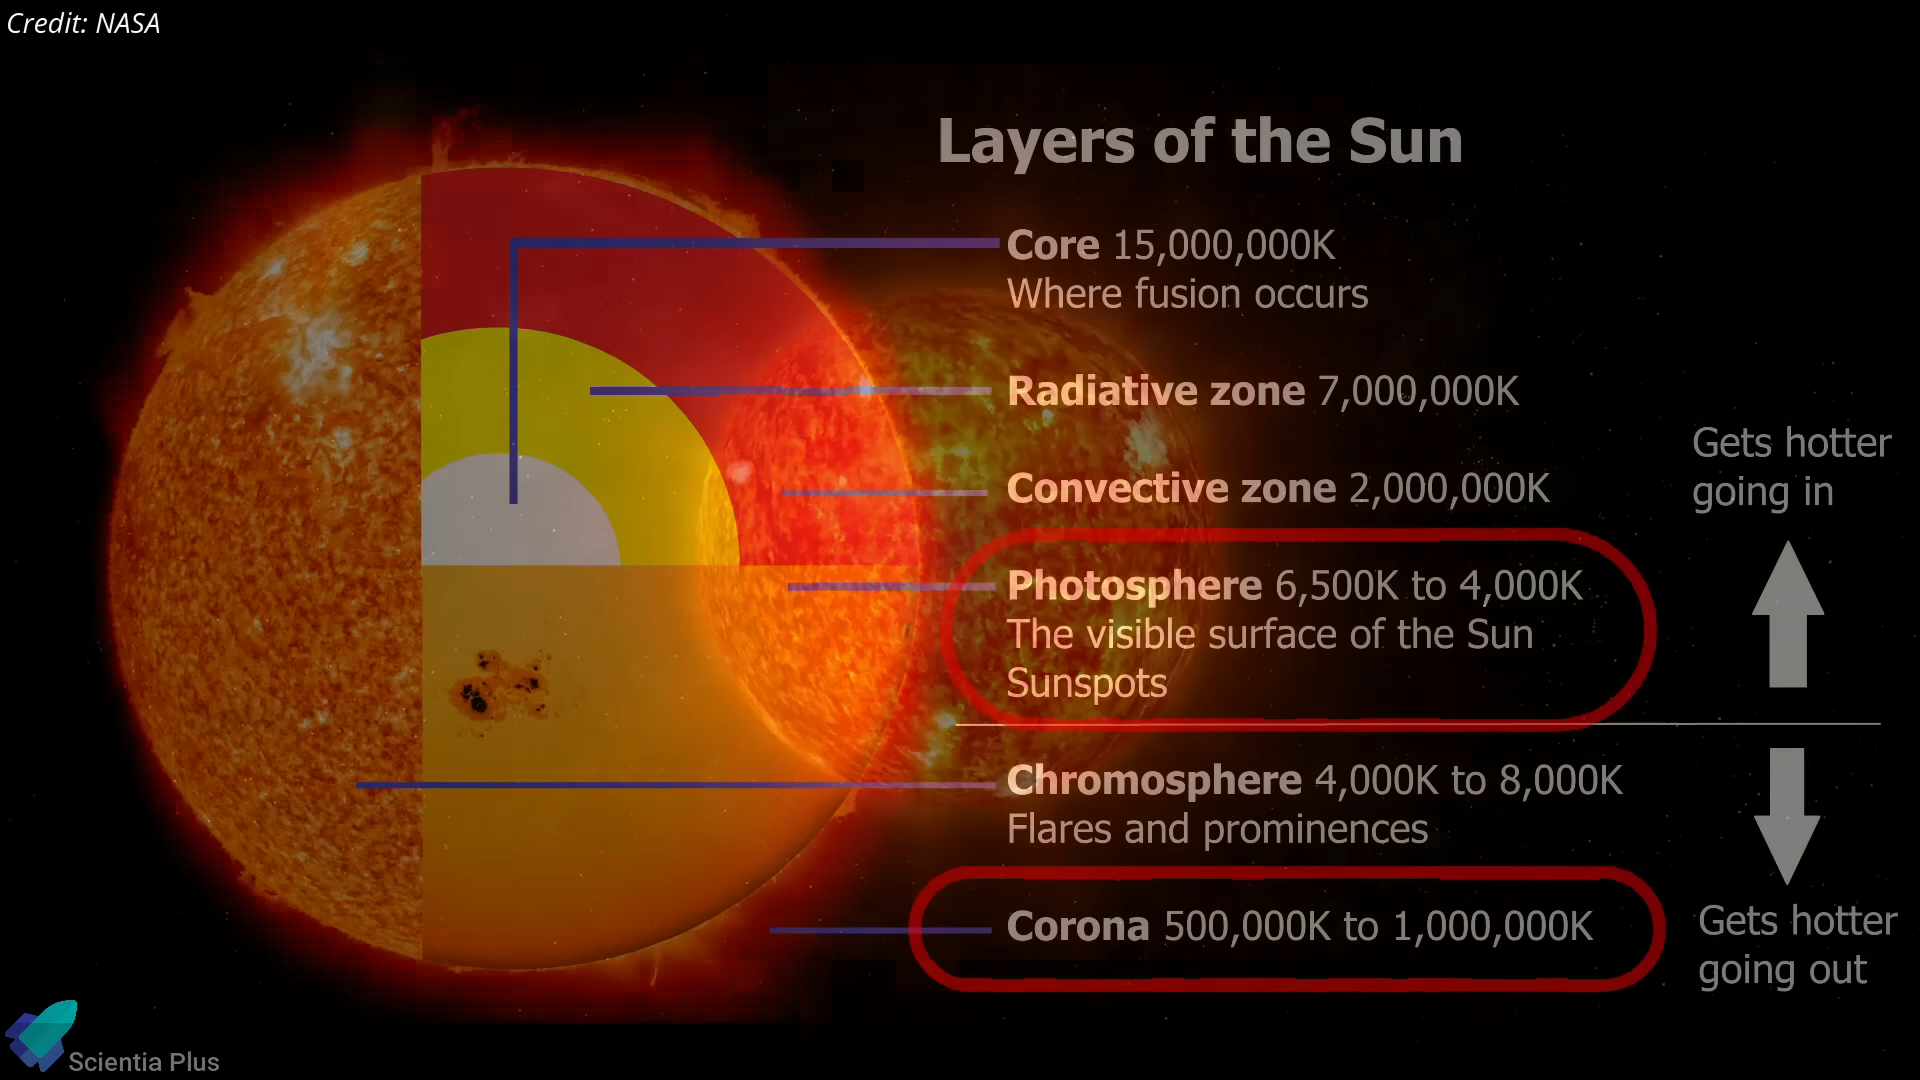 Credit: NASA
Layers of the Sun
Core 15,000,000K
Where fusion occurs
Radiative zone 7,000,000K
Convective zone 2,000,000K
Photosphere 6,500K to 4,000K
The visible surface of the Sun
Sunspots
Gets hotter
going in
Chromosphere 4,000K to 8,000K
Flares and prominences
Corona 500,000K to 1,000,000K
Gets hotter
going out
Scientia Plus